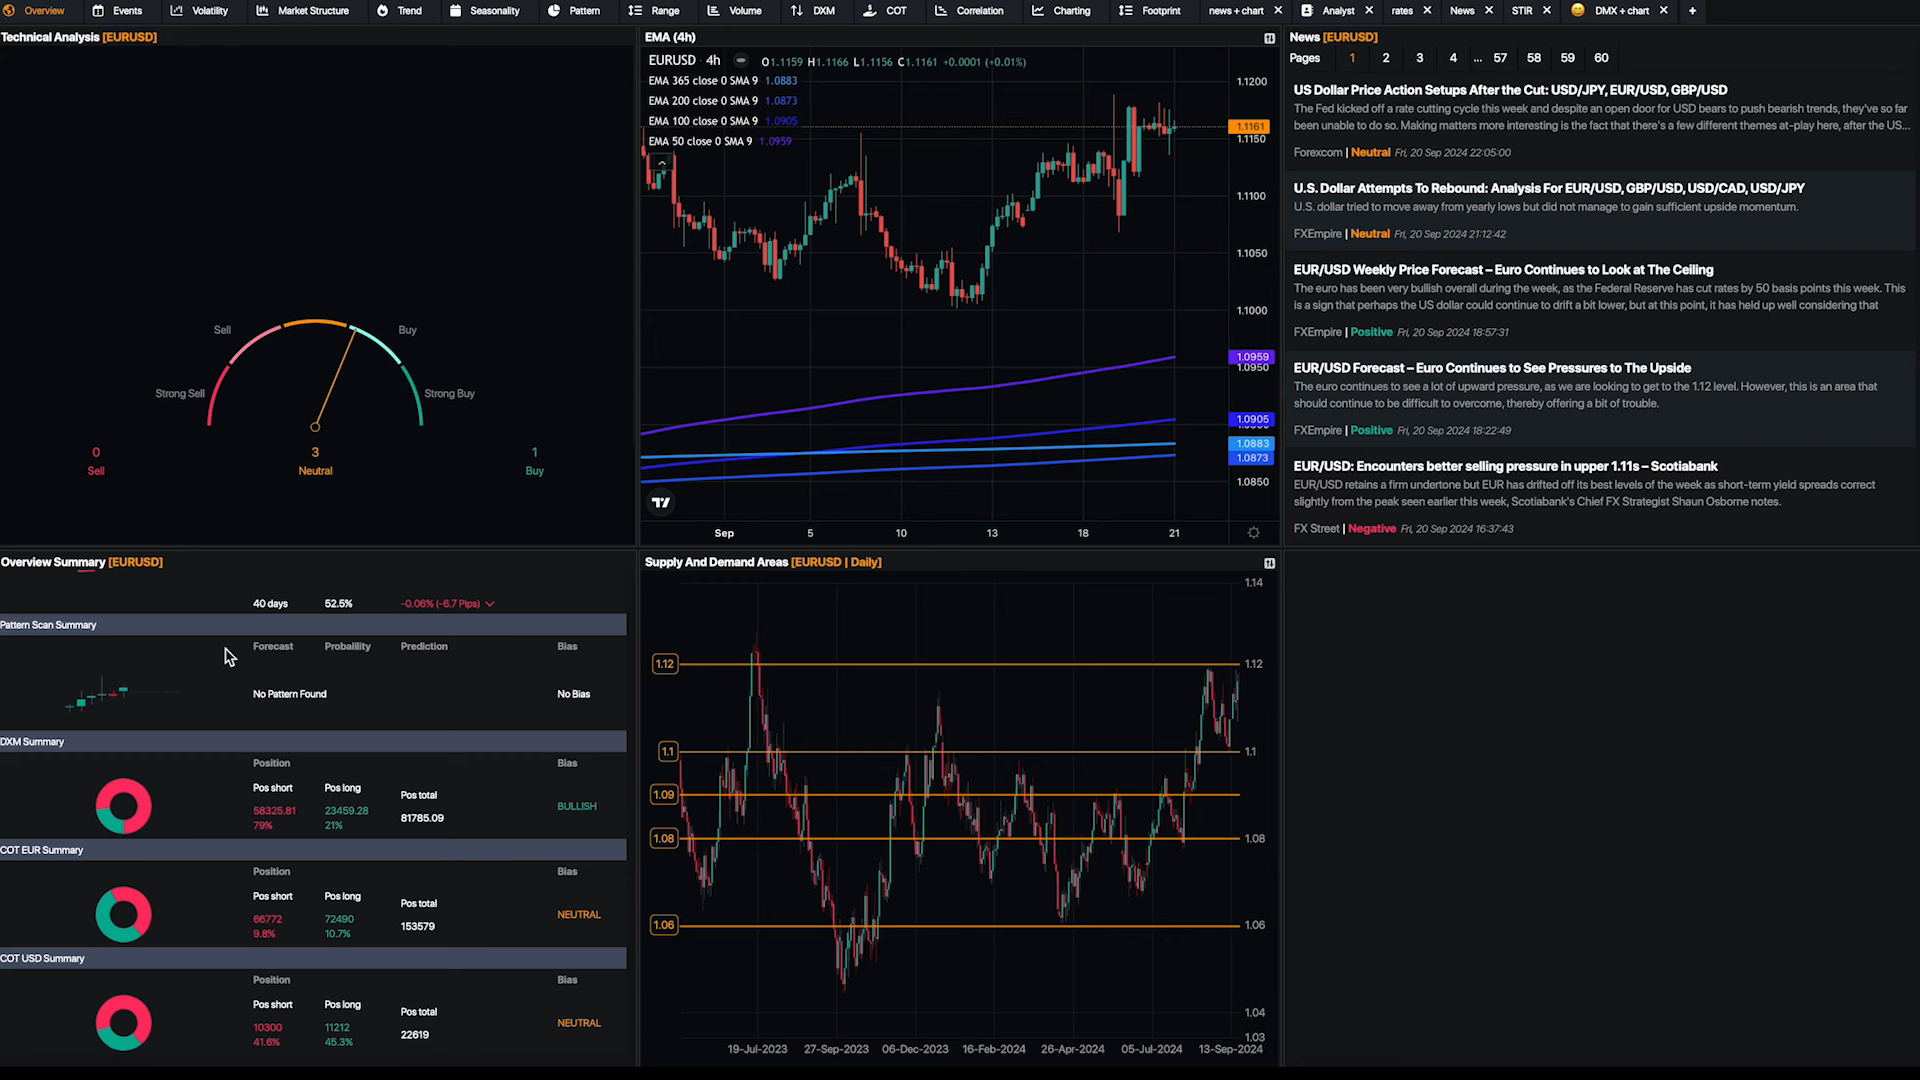 Overview Events Volatility Market Structure Trend Seasonality Pattern Range Volume DXM COT Correlation Charting Footprint news + chart Analyst rates News STIR DMX + chart +
Technical Analysis [EURUSD]
Sell
Buy
Strong Sell
Strong Buy
0 3 1
Sell Neutral Buy
EMA (4h)
EURUSD · 4h O1.1159 H1.1166 L1.1156 C1.1161 +0.0001 (+0.01%)
EMA 365 close 0 SMA 9 1.0883
EMA 200 close 0 SMA 9 1.0873
EMA 100 close 0 SMA 9 1.0905
EMA 50 close 0 SMA 9 1.0959
1.1200
1.1161
1.1150
1.1100
1.1050
1.1000
1.0959
1.0950
1.0905
1.0883
1.0873
1.0850
Sep 5 10 13 18 21
News [EURUSD]
Pages 1 2 3 4 ... 57 58 59 60
US Dollar Price Action Setups After the Cut: USD/JPY, EUR/USD, GBP/USD
The Fed kicked off a rate cutting cycle this week and despite an open door for USD bears to push bearish trends, they've so far
been unable to do so. Making matters more interesting is the fact that there's a few different themes at-play here, after the US...
Forexcom | Neutral Fri, 20 Sep 2024 22:05:00
U.S. Dollar Attempts To Rebound: Analysis For EUR/USD, GBP/USD, USD/CAD, USD/JPY
U.S. dollar tried to move away from yearly lows but did not manage to gain sufficient upside momentum.
FXEmpire | Neutral Fri, 20 Sep 2024 21:12:42
EUR/USD Weekly Price Forecast – Euro Continues to Look at The Ceiling
The euro has been very bullish overall during the week, as the Federal Reserve has cut rates by 50 basis points this week. This
is a sign that perhaps the US dollar could continue to drift a bit lower, but at this point, it has held up well considering that
FXEmpire | Positive Fri, 20 Sep 2024 18:57:31
EUR/USD Forecast – Euro Continues to See Pressures to The Upside
The euro continues to see a lot of upward pressure, as we are looking to get to the 1.12 level. However, this is an area that
should continue to be difficult to overcome, thereby offering a bit of trouble.
FXEmpire | Positive Fri, 20 Sep 2024 18:22:49
EUR/USD: Encounters better selling pressure in upper 1.11s – Scotiabank
EUR/USD retains a firm undertone but EUR has drifted off its best levels of the week as short-term yield spreads correct
slightly from the peak seen earlier this week, Scotiabank's Chief FX Strategist Shaun Osborne notes.
FX Street | Negative Fri, 20 Sep 2024 16:37:43
Overview Summary [EURUSD]
40 days 52.5% -0.06% (-6.7 Pips)
Pattern Scan Summary
Forecast Probalility Prediction Bias
No Pattern Found No Bias
DXM Summary
Position Bias
Pos short Pos long Pos total
58325.81 23459.28 81785.09 BULLISH
79% 21%
COT EUR Summary
Position Bias
Pos short Pos long Pos total
66772 72490 153579 NEUTRAL
9.8% 10.7%
COT USD Summary
Position Bias
Pos short Pos long Pos total
10300 11212 22619 NEUTRAL
41.6% 45.3%
Supply And Demand Areas [EURUSD | Daily]
1.14
1.12 1.12
1.1 1.1
1.09
1.08 1.08
1.06 1.06
1.04
1.03
19-Jul-2023 27-Sep-2023 06-Dec-2023 16-Feb-2024 26-Apr-2024 05-Jul-2024 13-Sep-2024